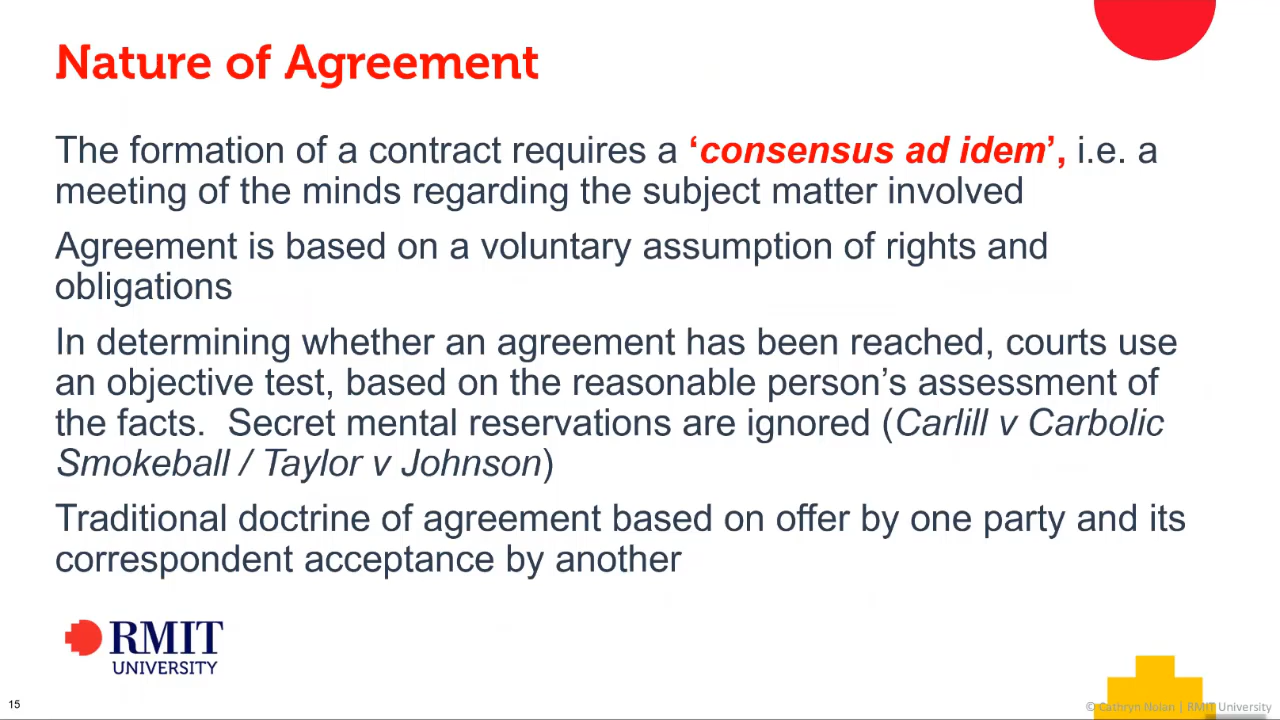 Nature of Agreement
The formation of a contract requires a ‘consensus ad idem’, i.e. a
meeting of the minds regarding the subject matter involved
Agreement is based on a voluntary assumption of rights and
obligations
In determining whether an agreement has been reached, courts use
an objective test, based on the reasonable person’s assessment of
the facts.  Secret mental reservations are ignored (Carlill v Carbolic
Smokeball / Taylor v Johnson)
Traditional doctrine of agreement based on offer by one party and its
correspondent acceptance by another
RMIT
UNIVERSITY
15
© Cathryn Nolan | RMIT University